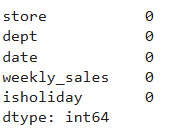 store 0
dept 0
date 0
weekly_sales 0
isholiday 0
dtype: int64